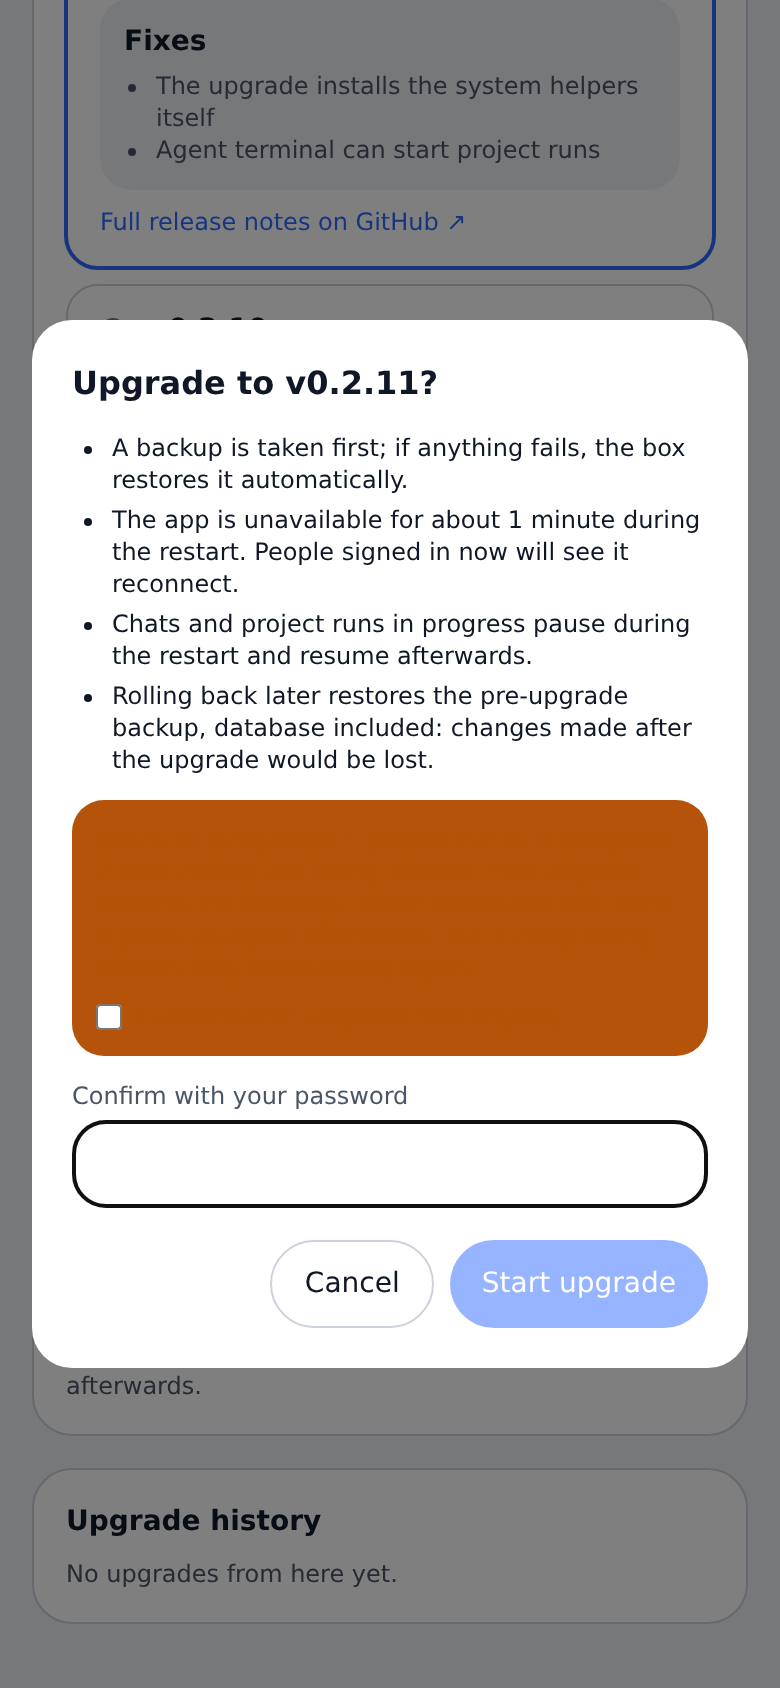 Fixes
• The upgrade installs the system helpers
itself
• Agent terminal can start project runs
Full release notes on GitHub ↗
Upgrade to v0.2.11?
• A backup is taken first; if anything fails, the box
restores it automatically.
• The app is unavailable for about 1 minute during
the restart. People signed in now will see it
reconnect.
• Chats and project runs in progress pause during
the restart and resume afterwards.
• Rolling back later restores the pre-upgrade
backup, database included: changes made after
the upgrade would be lost.
Confirm with your password
Cancel
Start upgrade
afterwards.
Upgrade history
No upgrades from here yet.